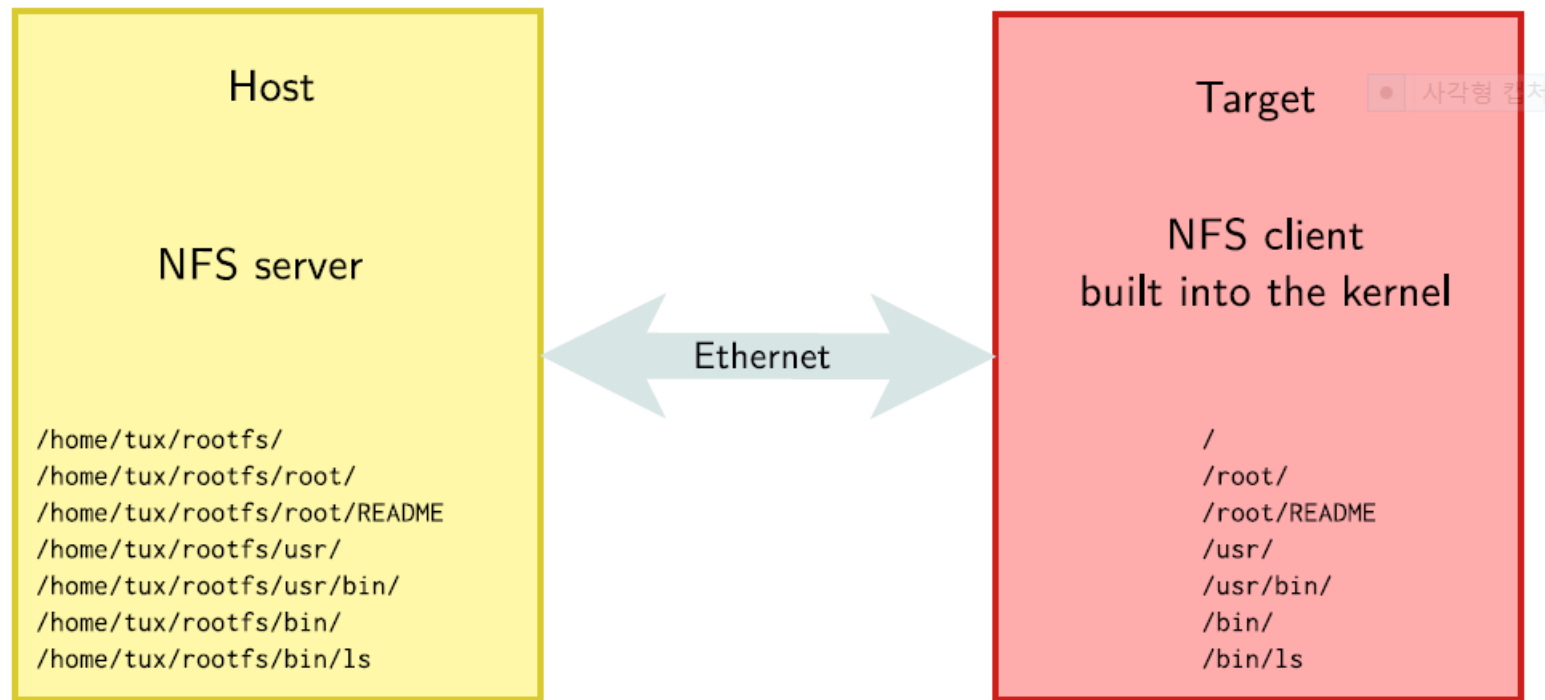 Host
NFS server
/home/tux/rootfs/
/home/tux/rootfs/root/
/home/tux/rootfs/root/README
/home/tux/rootfs/usr/
/home/tux/rootfs/usr/bin/
/home/tux/rootfs/bin/
/home/tux/rootfs/bin/ls
Ethernet
Target
사각형 캡처
NFS client
built into the kernel
/
/root/
/root/README
/usr/
/usr/bin/
/bin/
/bin/ls